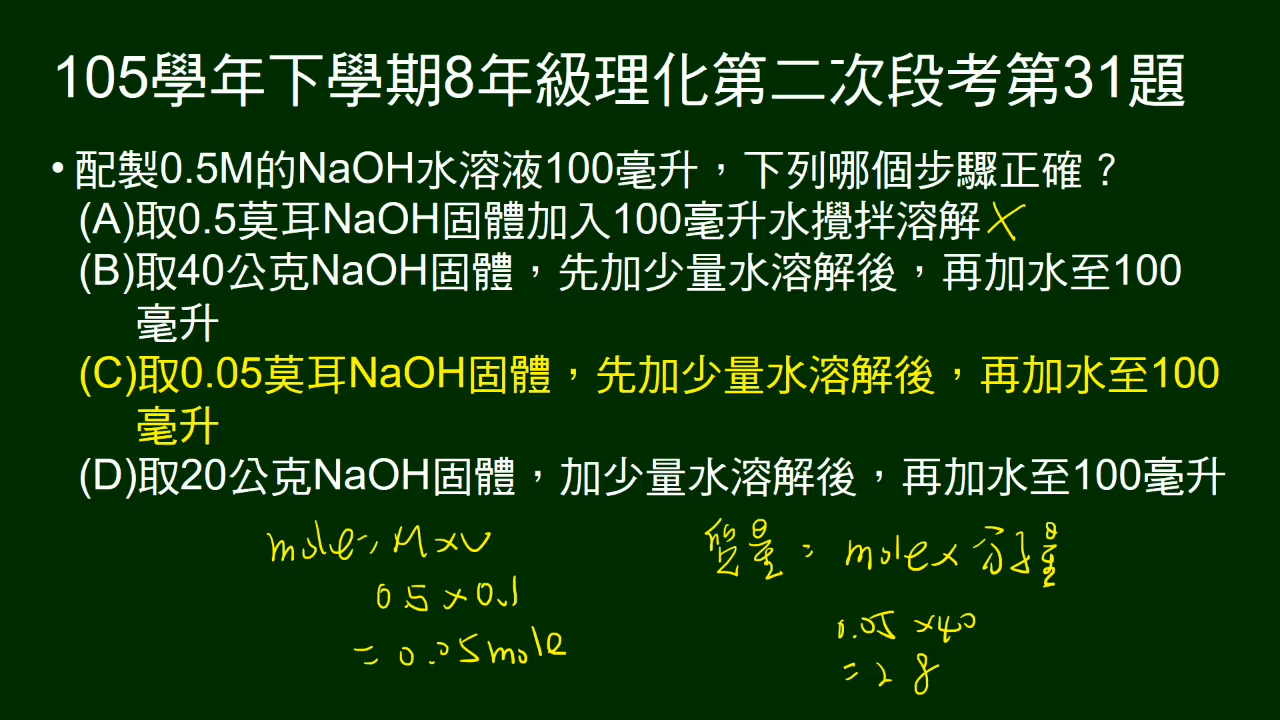 105學年下學期8年級理化第二次段考第31題
• 配製0.5M的NaOH水溶液100毫升，下列哪個步驟正確？
(A)取0.5莫耳NaOH固體加入100毫升水攪拌溶解 ×
(B)取40公克NaOH固體，先加少量水溶解後，再加水至100
毫升
(C)取0.05莫耳NaOH固體，先加少量水溶解後，再加水至100
毫升
(D)取20公克NaOH固體，加少量水溶解後，再加水至100毫升
mole = M×V
0.5×0.1
= 0.05mole
質量 = mole×分子量
0.05×40
= 2g